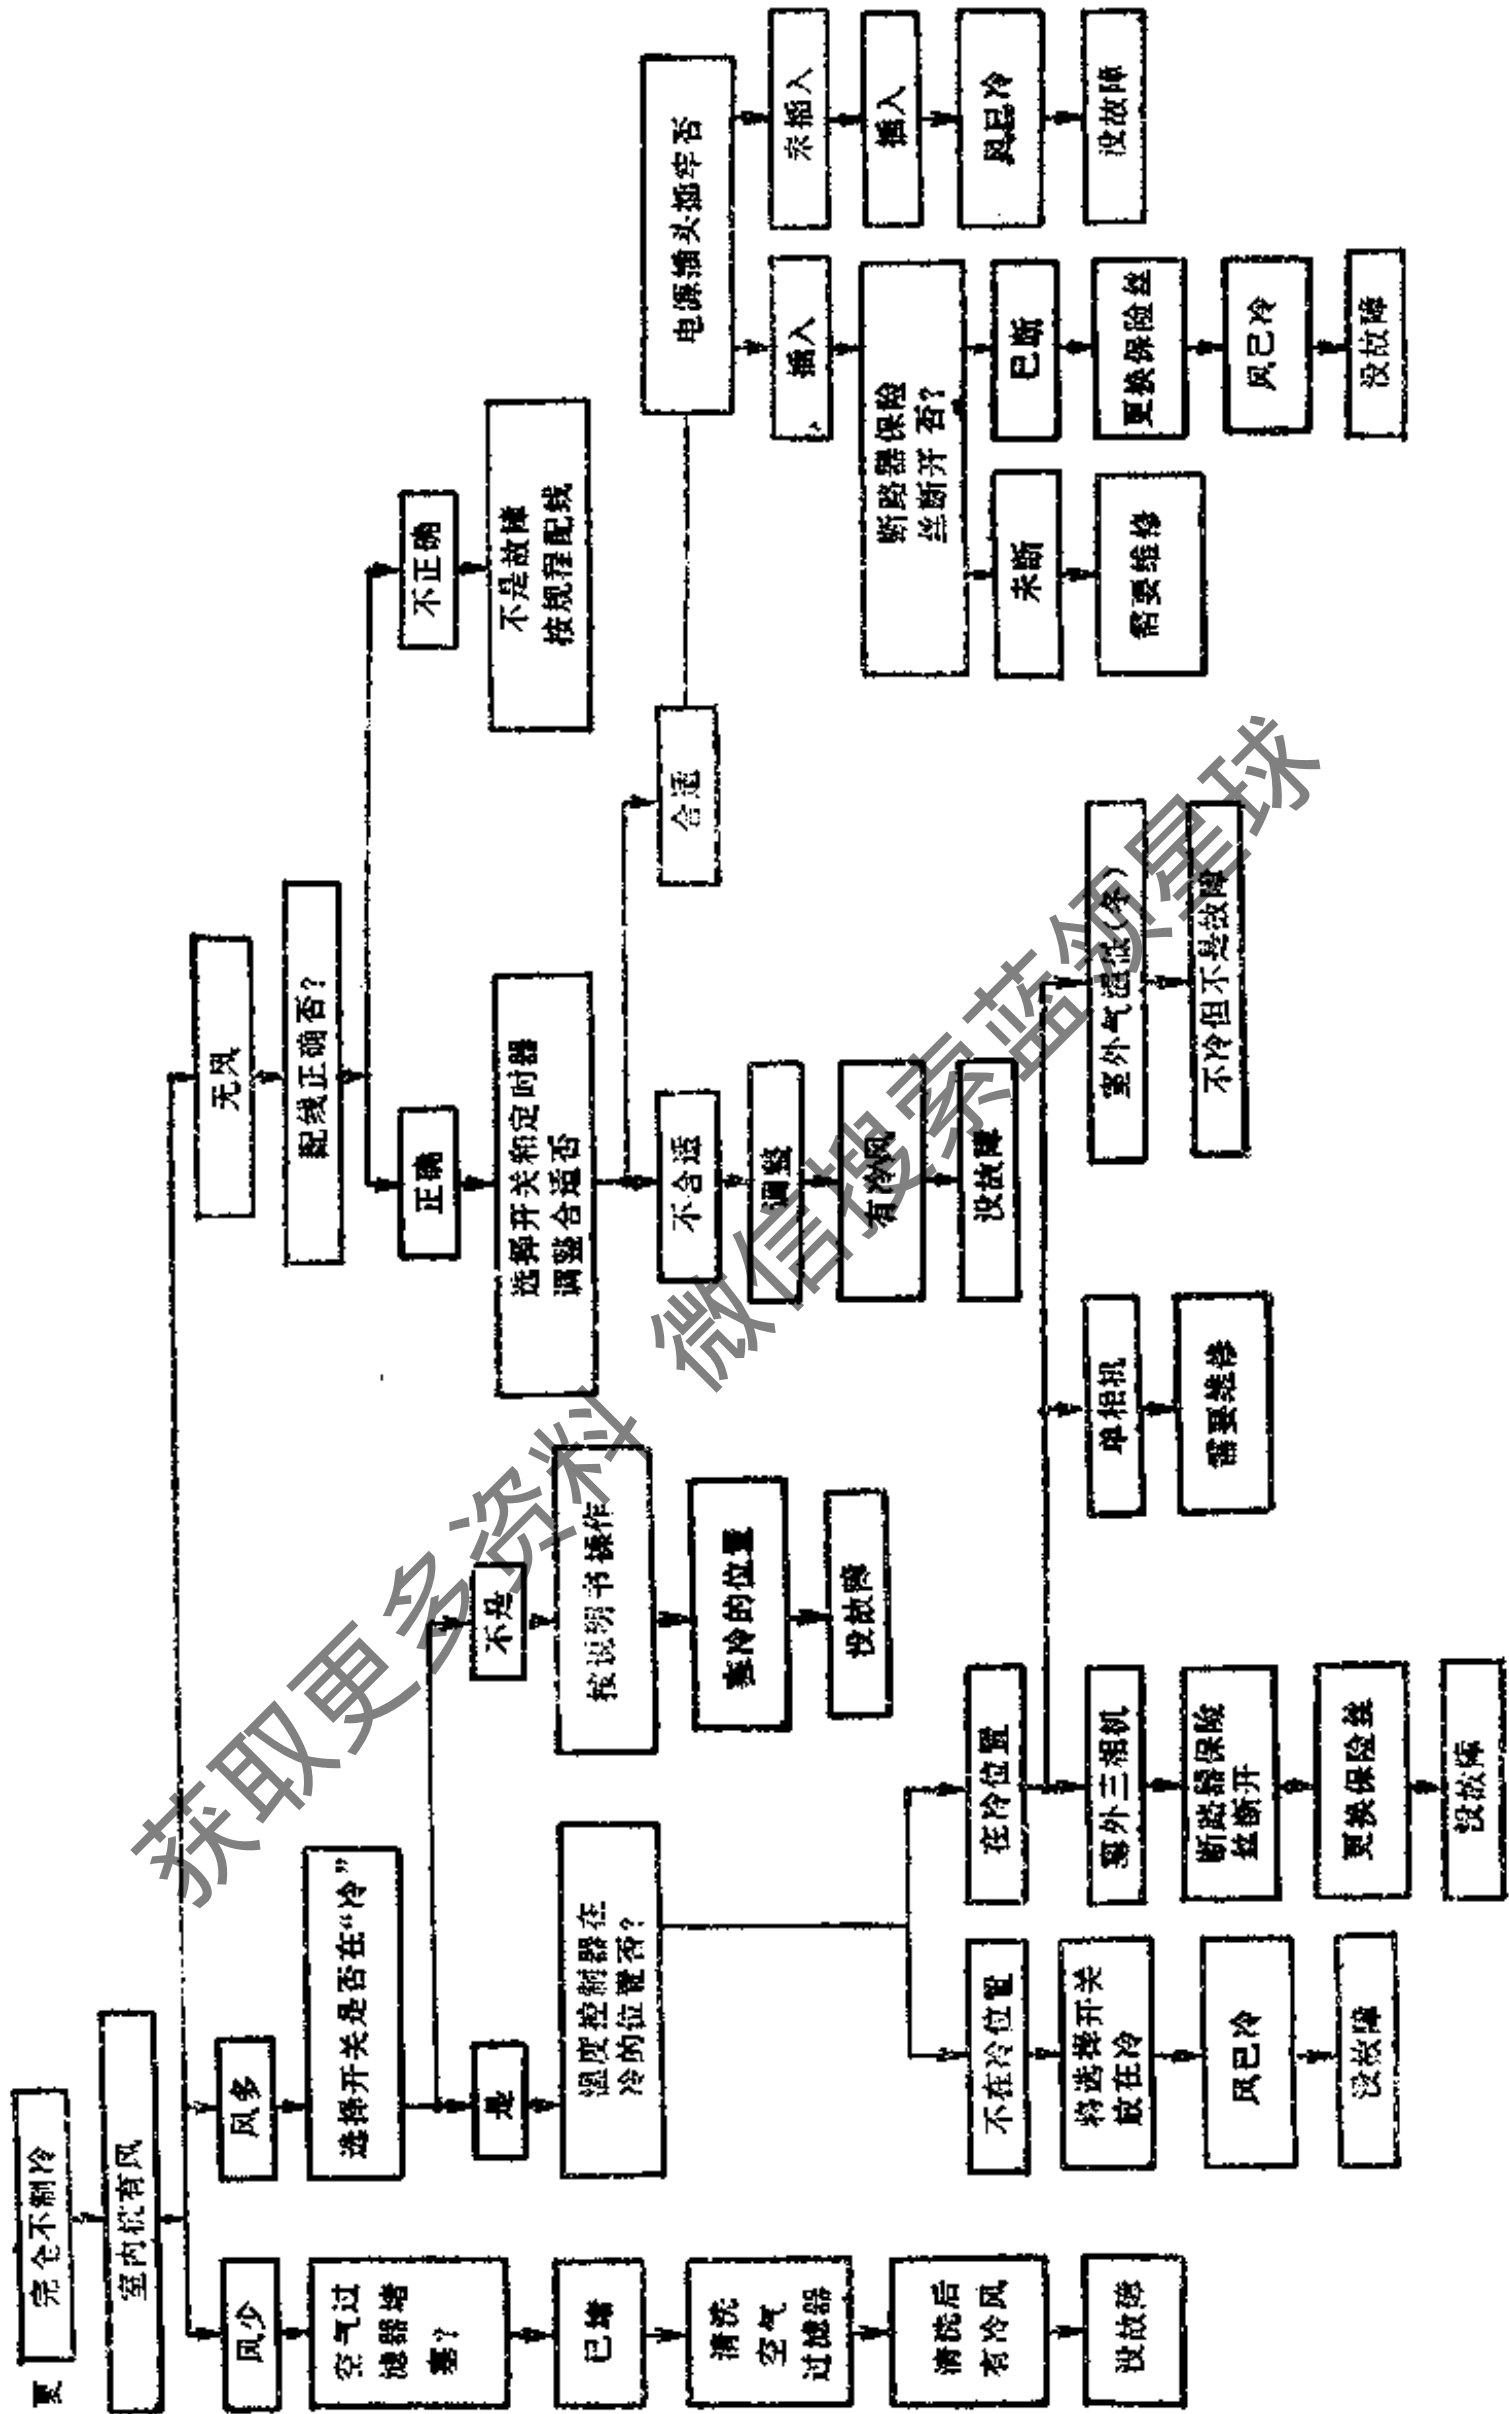 夏
完全不制冷
室内机有风
风少
空气过
滤器堵
塞?
已堵
清洗
空气
过滤器
清洗后
有冷风
没故障
风多
选择开关是否在“冷”
是
温度控制器在
冷的位置否?
不在冷位置
将选择开关
放在冷
风已冷
没故障
在冷位置
室外三相机
断路器保险
丝断开
更换保险丝
没故障
单相机
需要维修
室外气温低(冬)
不冷但不是故障
不是
按说明书操作
的位置
没故障
无风
配线正确否?
正确
选择开关和定时器
调整合适否
不合适
调整
有冷风
没故障
合适
电源插头插牢否
插入
断路器保险
丝断开否?
未断
需要维修
已断
更换保险丝
风已冷
没故障
未插入
插入
风已冷
没故障
不正确
不是故障
按规程配线
获取更多资料 微信搜索蓝领星球